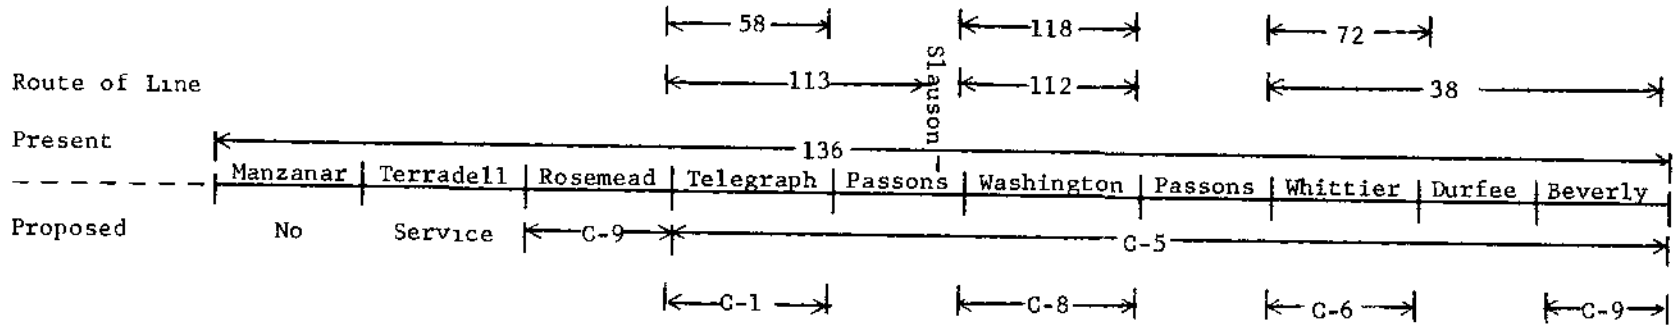 58 118 72
Slauson
Route of Line 113 112 38
Present 136
Manzanar Terradell Rosemead Telegraph Passons Washington Passons Whittier Durfee Beverly
Proposed No Service C-9 C-5
C-1 C-8 C-6 C-9